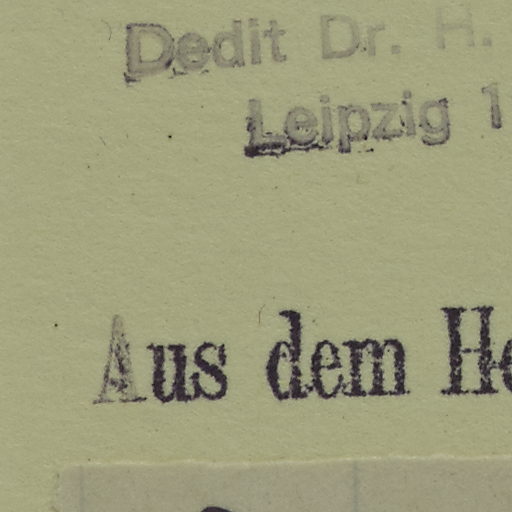 Dedit Dr. H.
Leipzig 1
Aus dem He